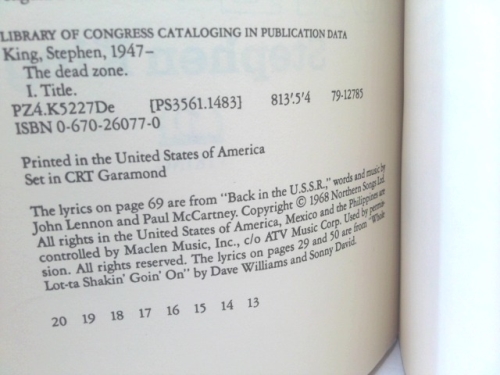 LIBRARY OF CONGRESS CATALOGING IN PUBLICATION DATA
King, Stephen, 1947–
The dead zone.
I. Title.
PZ4.K5227De [PS3561.1483] 813'.5'4 79-12785
ISBN 0-670-26077-0
Printed in the United States of America
Set in CRT Garamond
The lyrics on page 69 are from "Back in the U.S.S.R.," words and music by
John Lennon and Paul McCartney. Copyright © 1968 Northern Songs Ltd.
All rights in the United States of America, Mexico and the Philippines are
controlled by Maclen Music, Inc., c/o ATV Music Corp. Used by permis-
sion. All rights reserved. The lyrics on pages 29 and 50 are from "Whole
Lot-ta Shakin' Goin' On" by Dave Williams and Sonny David.
20 19 18 17 16 15 14 13